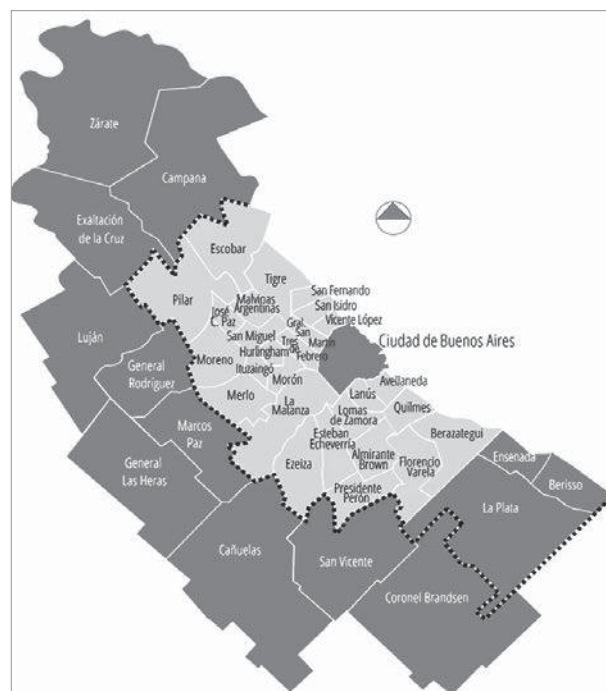 Zárate
Campana
Exaltación
de la Cruz
Escobar
Tigre
San Fernando
San Isidro
Vicente López
Pilar
José
C. Paz
Malvinas
Argentinas
Gral.
San
Martín
Ciudad de Buenos Aires
Luján
San Miguel
Tres
de
Febrero
Hurlingham
Moreno
Ituzaingó
General
Rodríguez
Morón
Avellaneda
Merlo
La
Matanza
Lanús
Quilmes
Lomas
de Zamora
Marcos
Paz
Esteban
Echeverría
Berazategui
General
Las Heras
Ezeiza
Almirante
Brown
Florencio
Varela
Ensenada
Berisso
Presidente
Perón
La Plata
Cañuelas
San Vicente
Coronel Brandsen